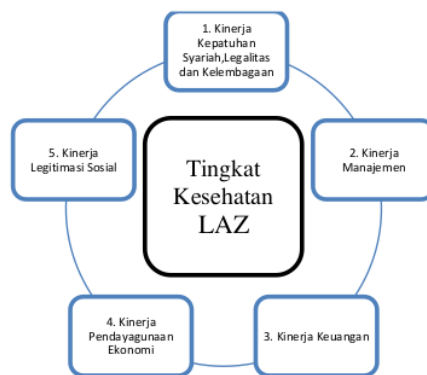 1. Kinerja
Kepatuhan
Syariah,Legalitas
dan Kelembagaan
2. Kinerja
Manajemen
3. Kinerja Keuangan
4. Kinerja
Pendayagunaan
Ekonomi
5. Kinerja
Legitimasi Sosial
Tingkat
Kesehatan
LAZ